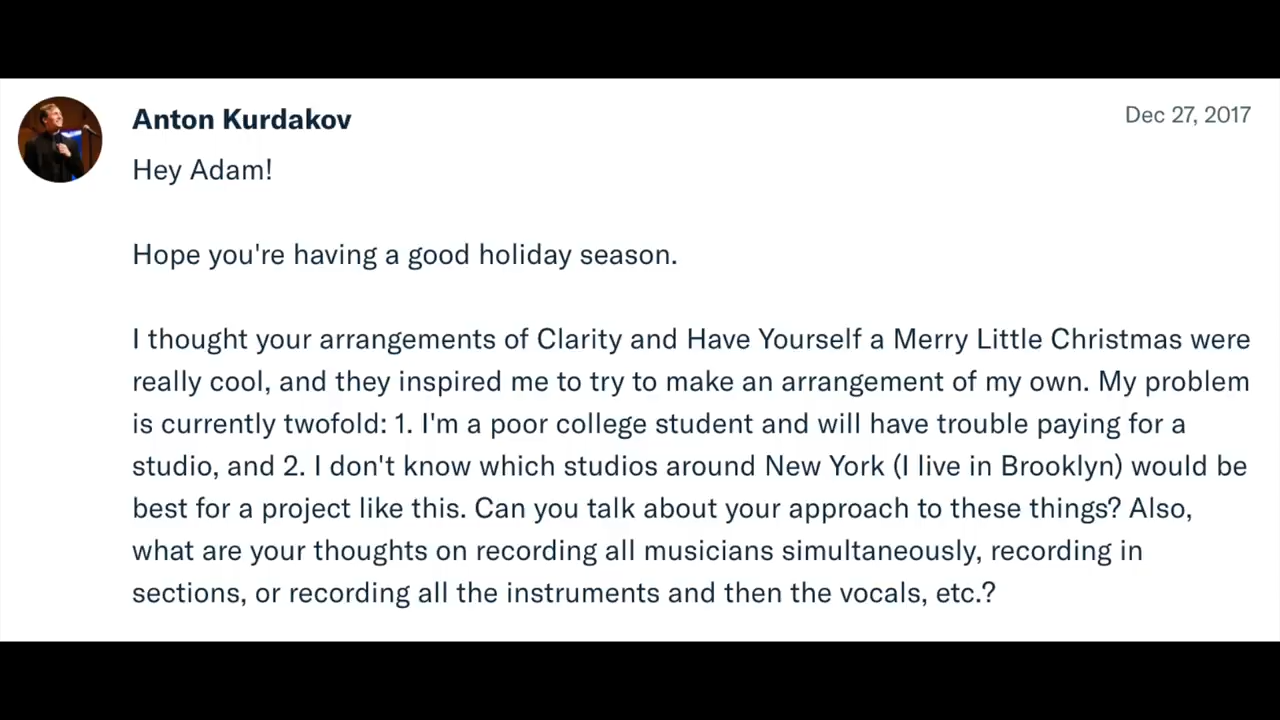 Anton Kurdakov
Dec 27, 2017
Hey Adam!
Hope you're having a good holiday season.
I thought your arrangements of Clarity and Have Yourself a Merry Little Christmas were
really cool, and they inspired me to try to make an arrangement of my own. My problem
is currently twofold: 1. I'm a poor college student and will have trouble paying for a
studio, and 2. I don't know which studios around New York (I live in Brooklyn) would be
best for a project like this. Can you talk about your approach to these things? Also,
what are your thoughts on recording all musicians simultaneously, recording in
sections, or recording all the instruments and then the vocals, etc.?